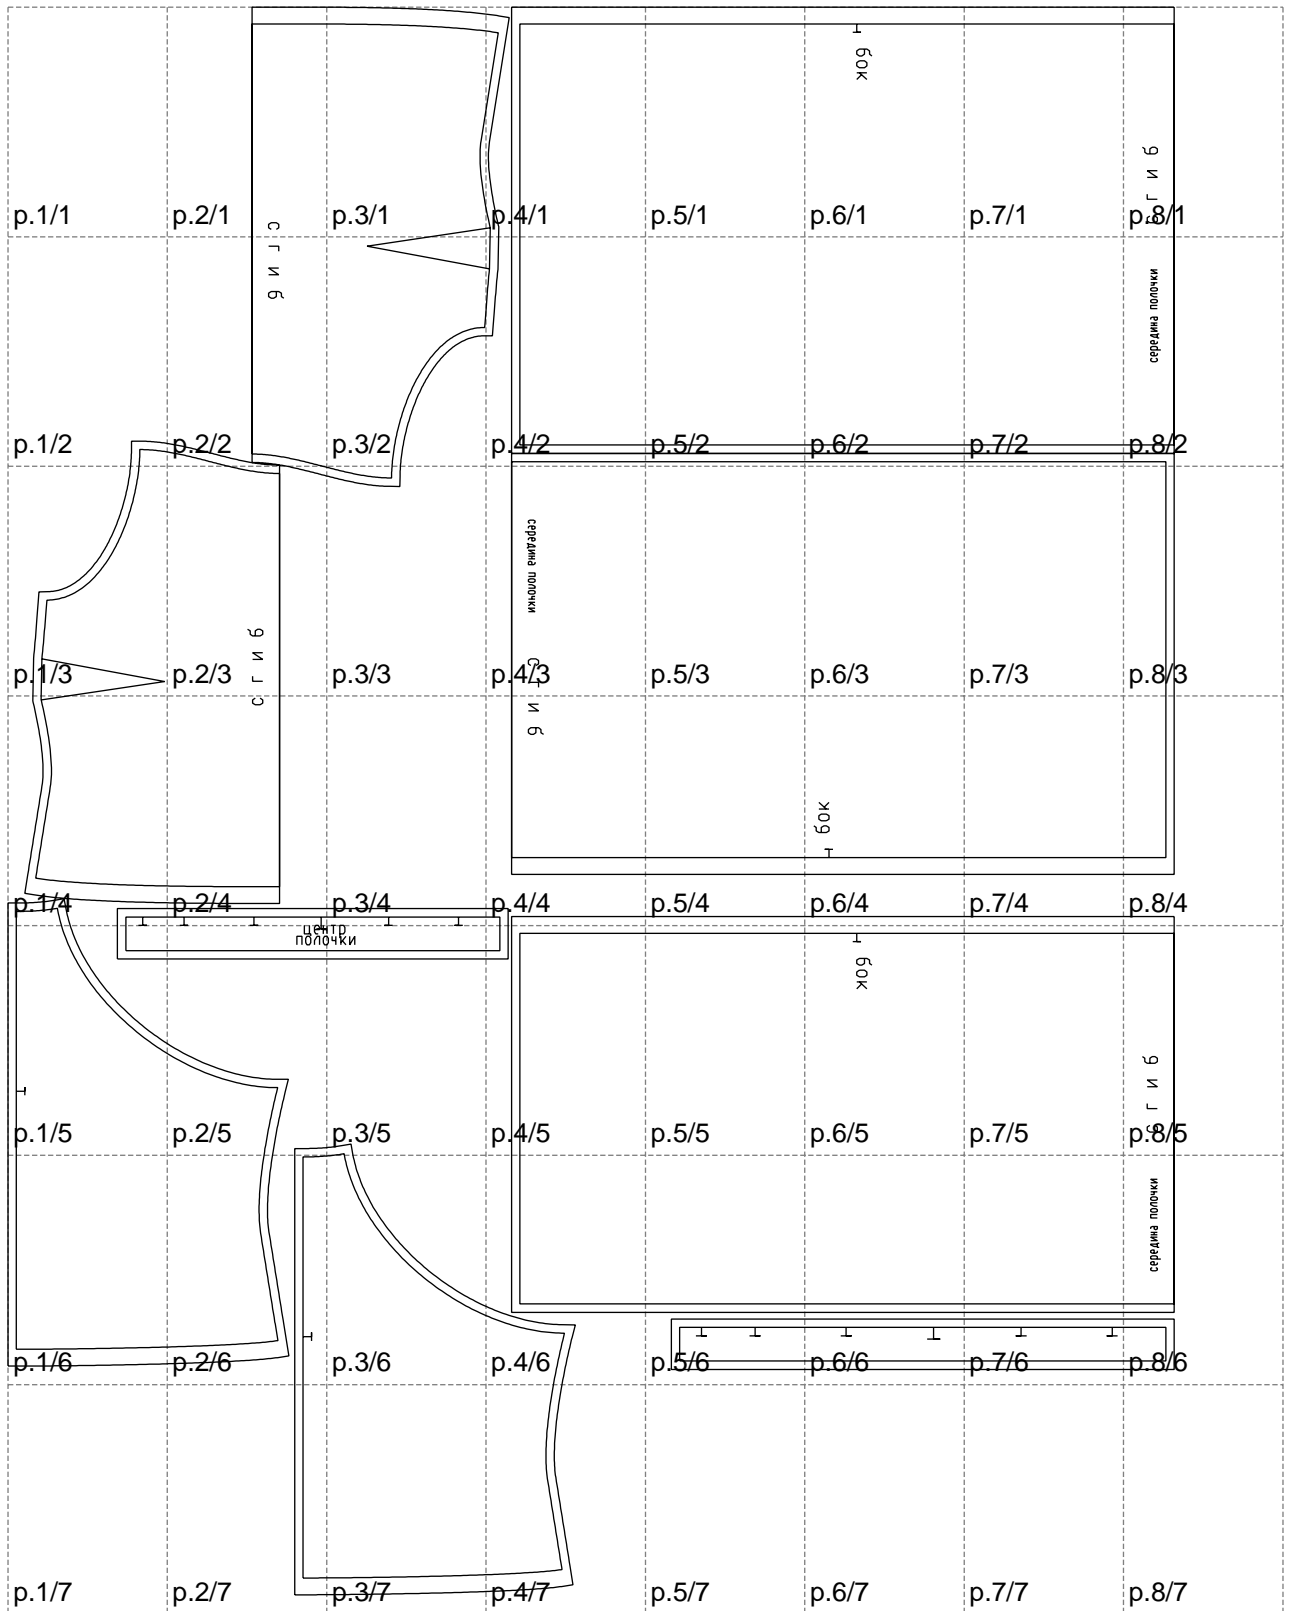 бок
сгиб
p.1/1 p.2/1 p.3/1 p.4/1 p.5/1 p.6/1 p.7/1 p.8/1
сгиб
середина полочки
p.1/2 p.2/2 p.3/2 p.4/2 p.5/2 p.6/2 p.7/2 p.8/2
середина полочки
сгиб
p.1/3 p.2/3 p.3/3 p.4/3 p.5/3 p.6/3 p.7/3 p.8/3
сгиб
бок
p.1/4 p.2/4 p.3/4 p.4/4 p.5/4 p.6/4 p.7/4 p.8/4
центр
полочки
бок
сгиб
p.1/5 p.2/5 p.3/5 p.4/5 p.5/5 p.6/5 p.7/5 p.8/5
середина полочки
p.1/6 p.2/6 p.3/6 p.4/6 p.5/6 p.6/6 p.7/6 p.8/6
p.1/7 p.2/7 p.3/7 p.4/7 p.5/7 p.6/7 p.7/7 p.8/7